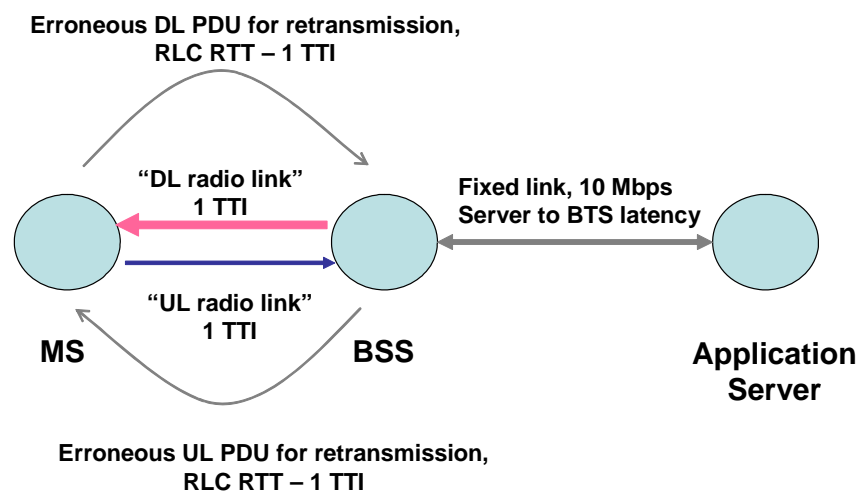 Erroneous DL PDU for retransmission,
RLC RTT – 1 TTI
“DL radio link”
1 TTI
Fixed link, 10 Mbps
Server to BTS latency
“UL radio link”
1 TTI
MS
BSS
Application
Server
Erroneous UL PDU for retransmission,
RLC RTT – 1 TTI